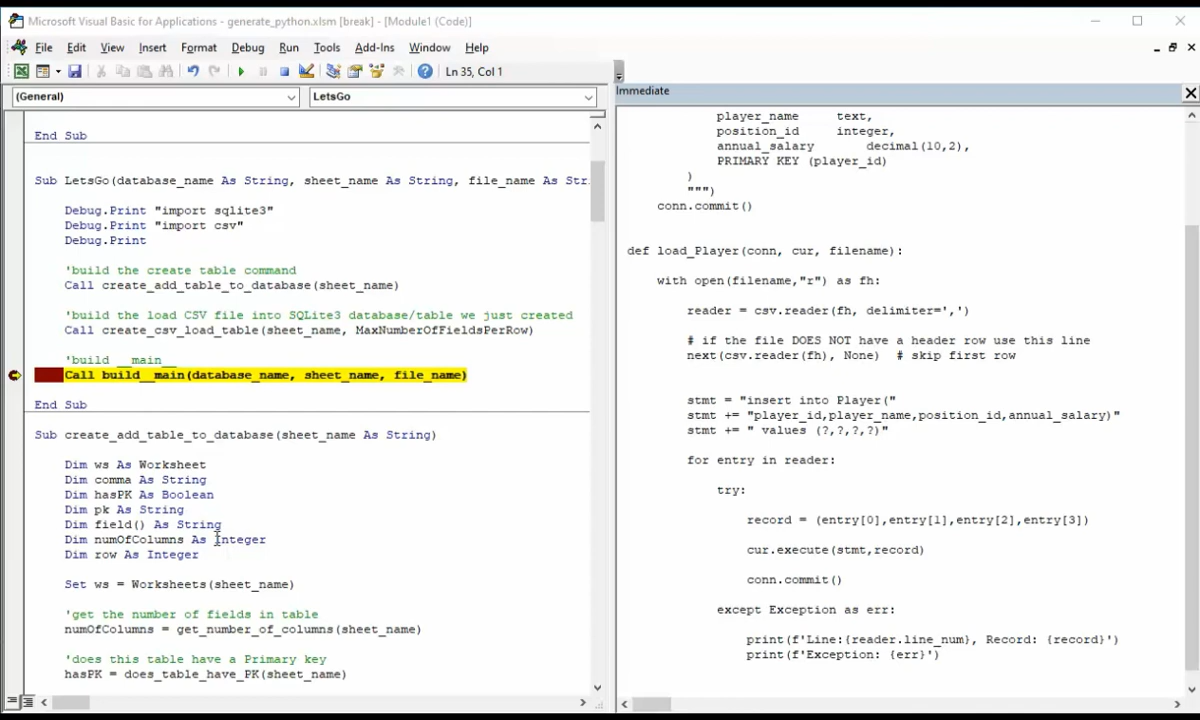 Microsoft Visual Basic for Applications - generate_python.xlsm [break] - [Module1 (Code)]
File Edit View Insert Format Debug Run Tools Add-Ins Window Help
Ln 35, Col 1
(General) LetsGo
End Sub
Sub LetsGo(database_name As String, sheet_name As String, file_name As Str
Debug.Print "import sqlite3"
Debug.Print "import csv"
Debug.Print
'build the create table command
Call create_add_table_to_database(sheet_name)
'build the load CSV file into SQLite3 database/table we just created
Call create_csv_load_table(sheet_name, MaxNumberOfFieldsPerRow)
'build __main__
Call build__main(database_name, sheet_name, file_name)
End Sub
Sub create_add_table_to_database(sheet_name As String)
Dim ws As Worksheet
Dim comma As String
Dim hasPK As Boolean
Dim pk As String
Dim field() As String
Dim numOfColumns As Integer
Dim row As Integer
Set ws = Worksheets(sheet_name)
'get the number of fields in table
numOfColumns = get_number_of_columns(sheet_name)
'does this table have a Primary key
hasPK = does_table_have_PK(sheet_name)
Immediate
player_name text,
position_id integer,
annual_salary decimal(10,2),
PRIMARY KEY (player_id)
)
""")
conn.commit()
def load_Player(conn, cur, filename):
with open(filename,"r") as fh:
reader = csv.reader(fh, delimiter=',')
# if the file DOES NOT have a header row use this line
next(csv.reader(fh), None) # skip first row
stmt = "insert into Player("
stmt += "player_id,player_name,position_id,annual_salary)"
stmt += " values (?,?,?,?)"
for entry in reader:
try:
record = (entry[0],entry[1],entry[2],entry[3])
cur.execute(stmt,record)
conn.commit()
except Exception as err:
print(f'Line:{reader.line_num}, Record: {record}')
print(f'Exception: {err}')